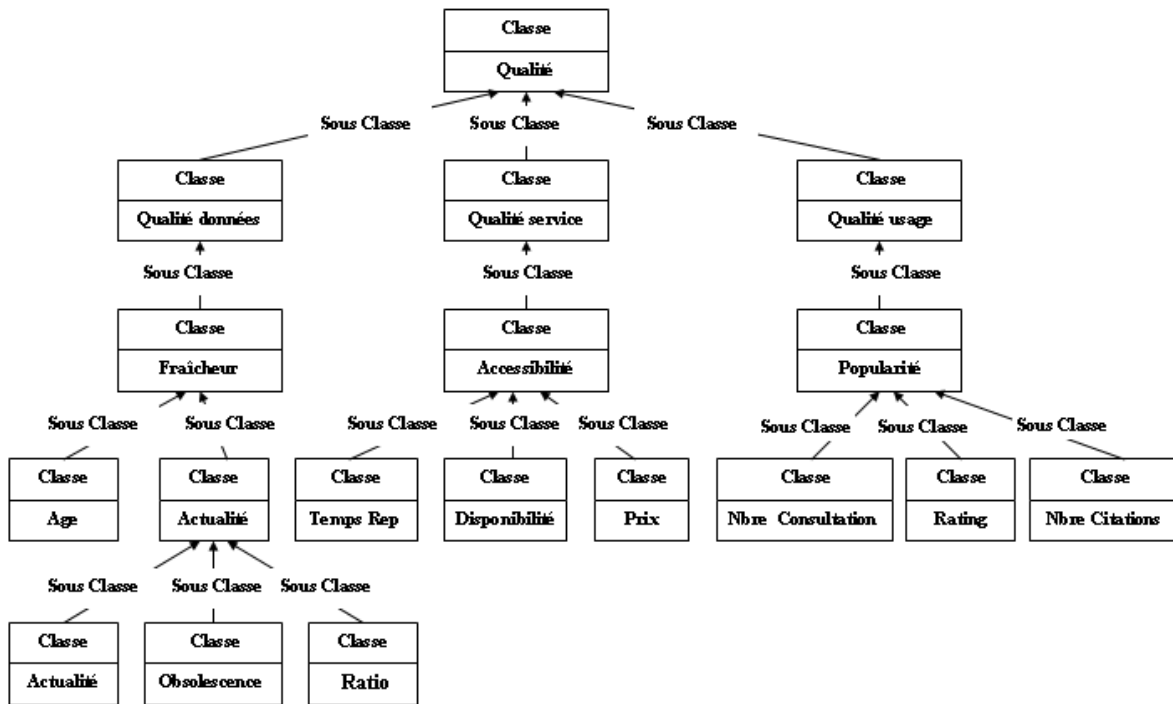 Classe
Qualité
Sous Classe Sous Classe Sous Classe
Classe Classe Classe
Qualité données Qualité service Qualité usage
Sous Classe Sous Classe Sous Classe
Classe Classe Classe
Fraîcheur Accessibilité Popularité
Sous Classe Sous Classe Sous Classe Sous Classe Sous Classe Sous Classe Sous Classe Sous Classe
Classe Classe Classe Classe Classe Classe Classe Classe
Age Actualité Temps Rep Disponibilité Prix Nbre Consultation Rating Nbre Citations
Sous Classe Sous Classe Sous Classe
Classe Classe Classe
Actualité Obsolescence Ratio